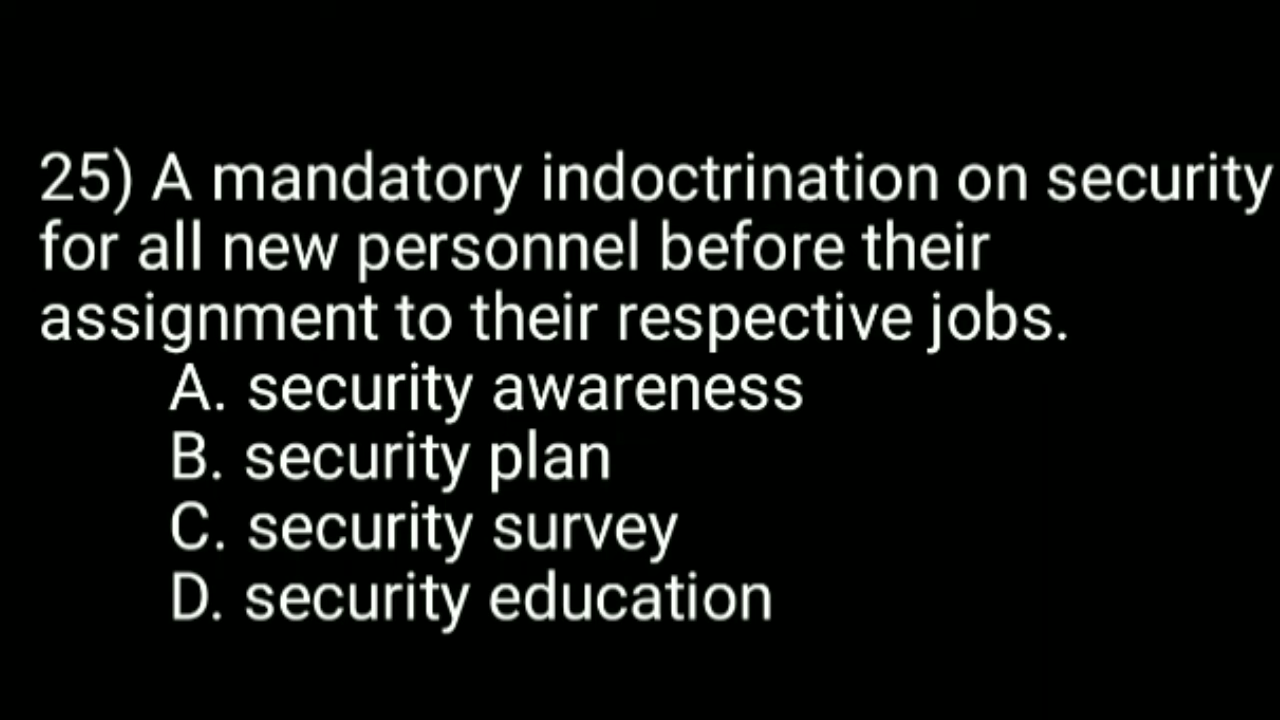 25) A mandatory indoctrination on security
for all new personnel before their
assignment to their respective jobs.
A. security awareness
B. security plan
C. security survey
D. security education